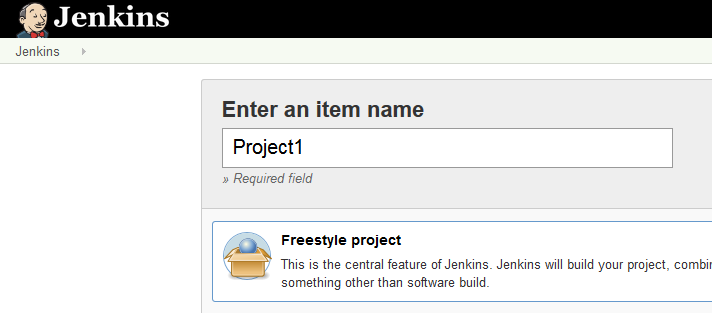 Jenkins
Jenkins
Enter an item name
Project1
» Required field
Freestyle project
This is the central feature of Jenkins. Jenkins will build your project, combin
something other than software build.